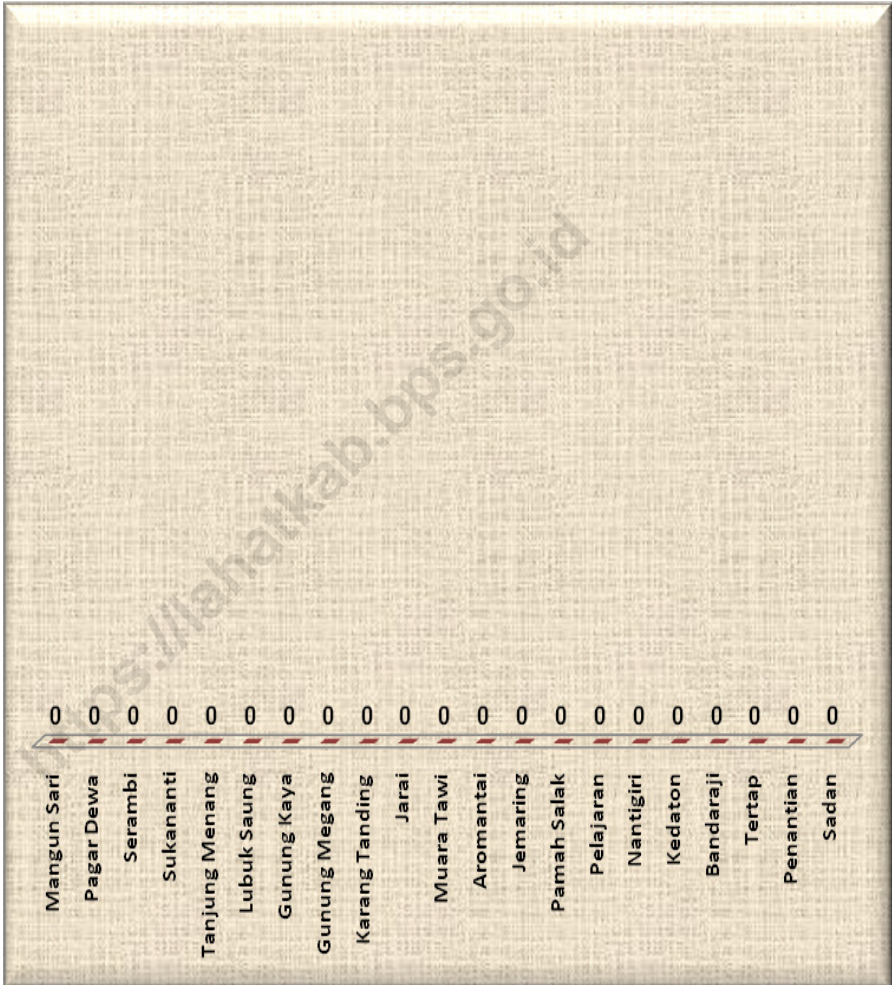 https://lahatkab.bps.go.id
0 0 0 0 0 0 0 0 0 0 0 0 0 0 0 0 0 0 0 0 0
Mangun Sari
Pagar Dewa
Serambi
Sukananti
Tanjung Menang
Lubuk Saung
Gunung Kaya
Gunung Megang
Karang Tanding
Jarai
Muara Tawi
Aromantai
Jemaring
Pamah Salak
Pelajaran
Nantigiri
Kedaton
Bandaraji
Tertap
Penantian
Sadan